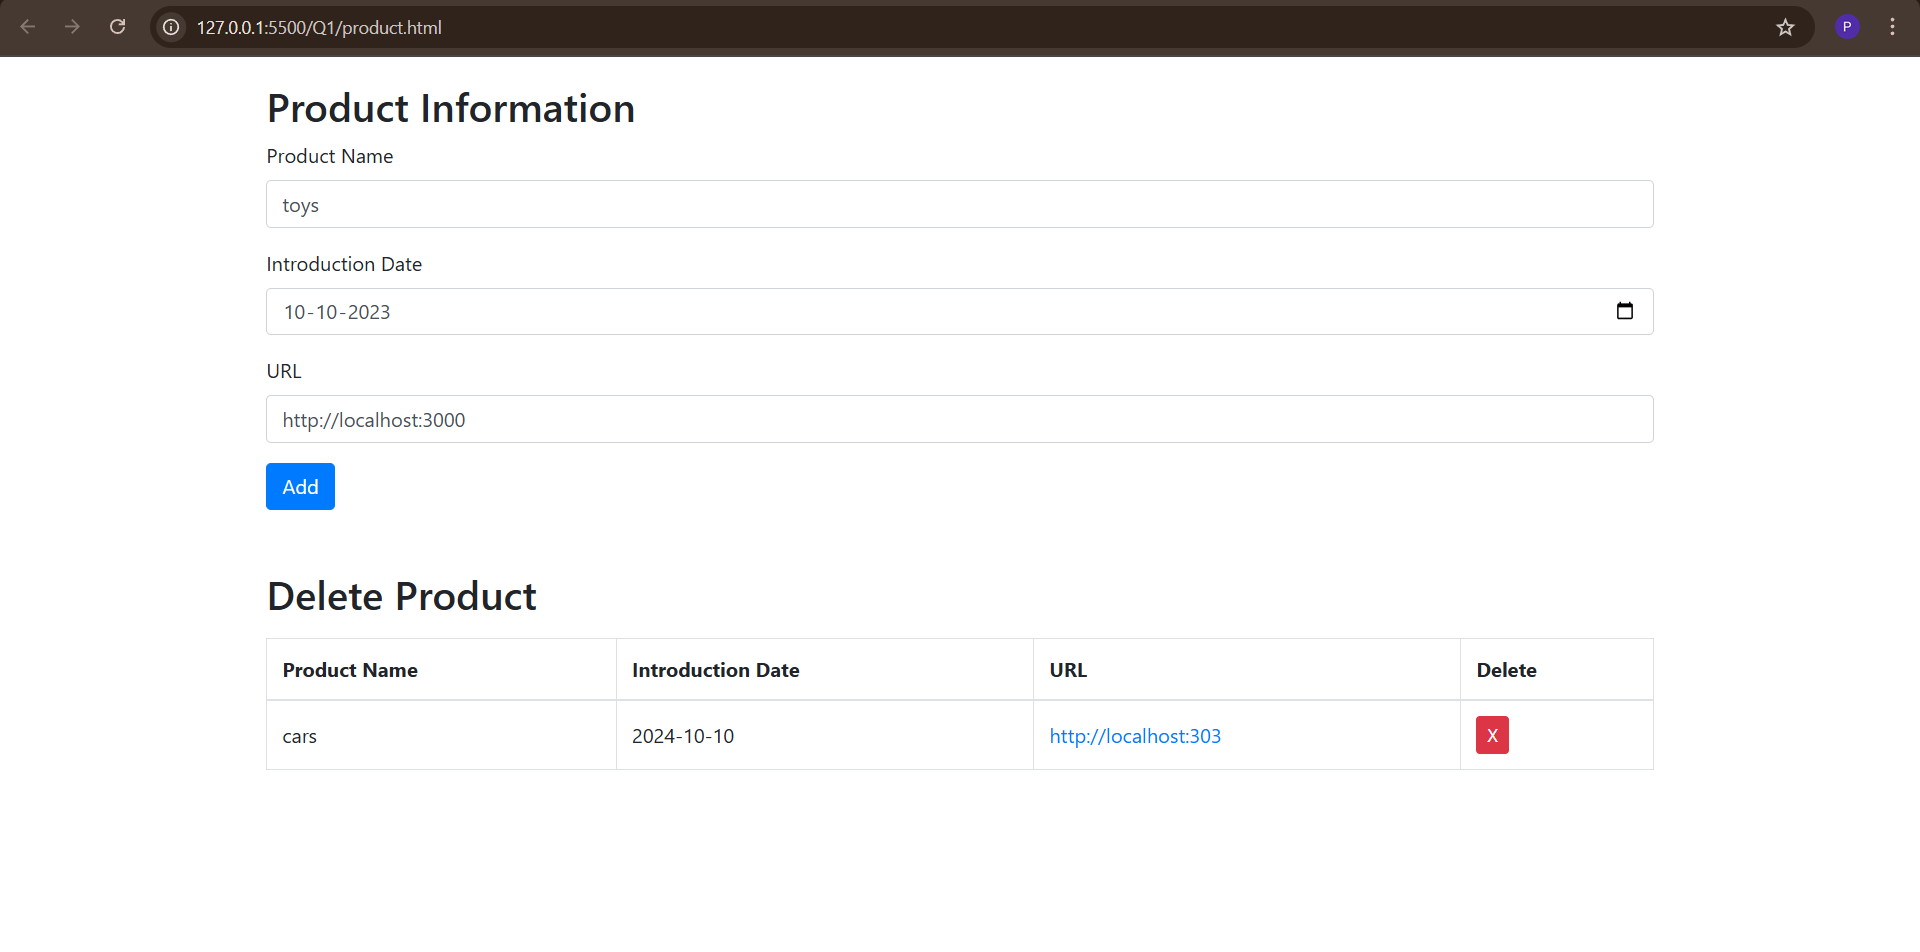 127.0.0.1:5500/Q1/product.html
P
Product Information
Product Name
toys
Introduction Date
10-10-2023
URL
http://localhost:3000
Add
Delete Product
Product Name Introduction Date URL Delete
cars 2024-10-10 http://localhost:303 X